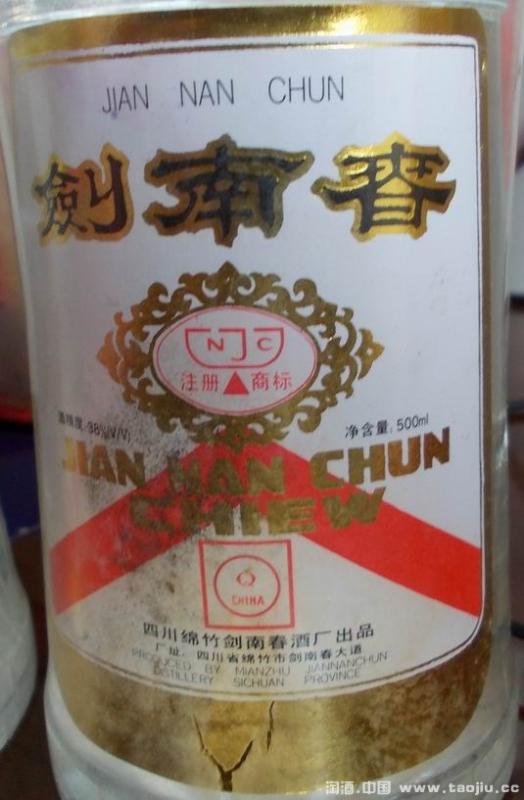 JIAN NAN CHUN
劍南春
NJC
注册 商标
酒精度:38%(V/V)
净含量:500ml
JIAN NAN CHUN
CHIEW
Q
CHINA
四川绵竹剑南春酒厂出品
厂址:四川省绵竹市剑南春大道
PRODUCED BY MIANZHU JIANNANCHUN
DISTILLERY SICHUAN PROVINCE
淘酒.中国 www.taojiu.cc